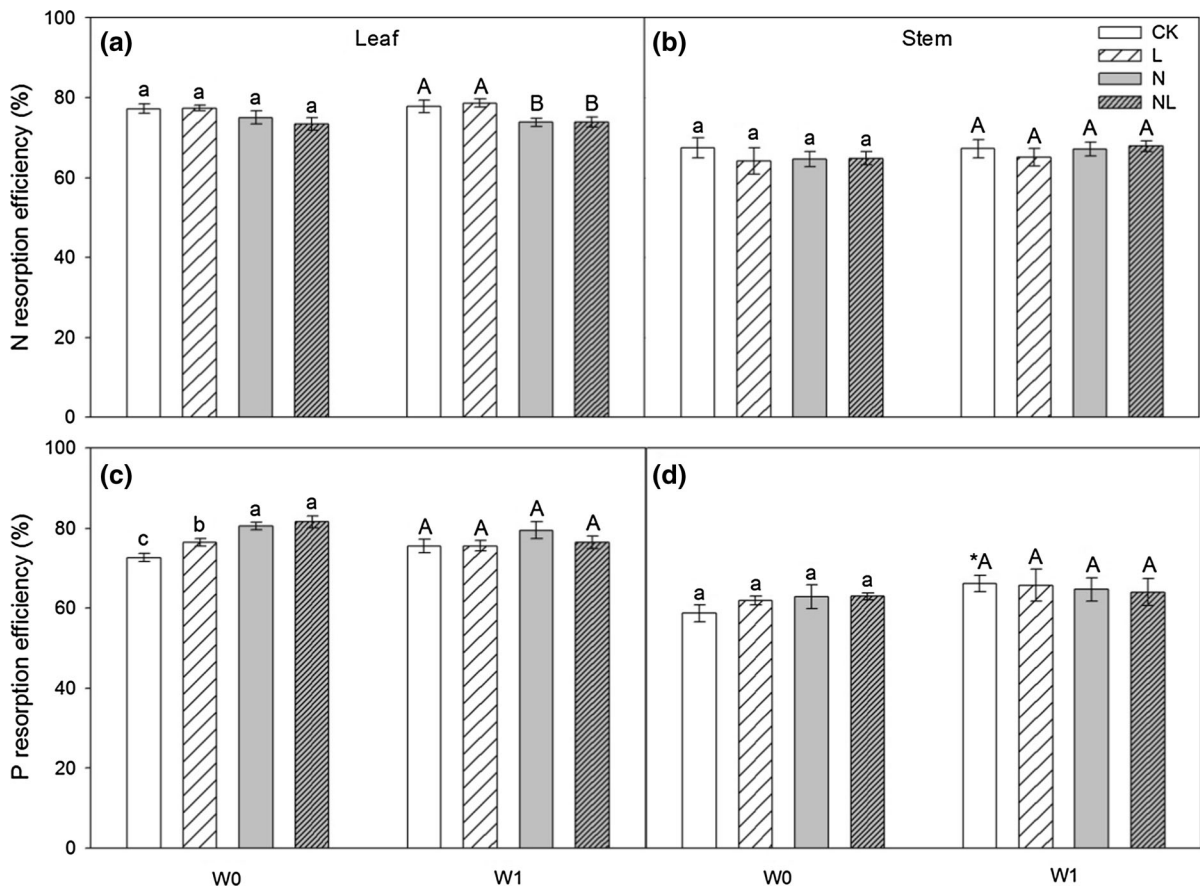 (a) Leaf
(b) Stem
CK
L
N
NL
N resorption efficiency (%)
100
80
60
40
20
0
a a a a A A B B
a a a a A A A A
(c)
(d)
P resorption efficiency (%)
100
80
60
40
20
0
c b a a A A A A
a a a a *A A A A
W0 W1 W0 W1